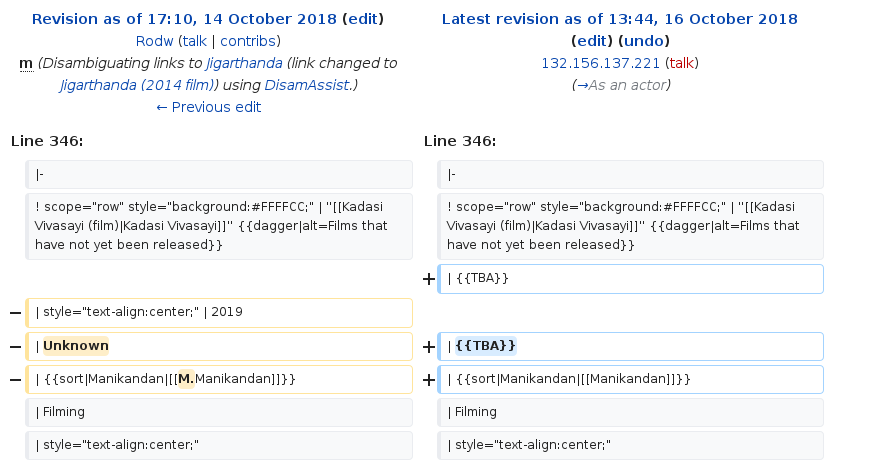 Revision as of 17:10, 14 October 2018 (edit)
Rodw (talk | contribs)
m (Disambiguating links to Jigarthanda (link changed to
Jigarthanda (2014 film)) using DisamAssist.)
← Previous edit
Latest revision as of 13:44, 16 October 2018
(edit) (undo)
132.156.137.221 (talk)
(→As an actor)
Line 346:
Line 346:
|-
|-
! scope="row" style="background:#FFFFCC;" | "[[Kadasi
Vivasayi (film)|Kadasi Vivasayi]]" {{dagger|alt=Films that
have not yet been released}}
! scope="row" style="background:#FFFFCC;" | "[[Kadasi
Vivasayi (film)|Kadasi Vivasayi]]" {{dagger|alt=Films that
have not yet been released}}
+ | {{TBA}}
− | style="text-align:center;" | 2019
− | Unknown
+ | {{TBA}}
− | {{sort|Manikandan|[[M.Manikandan]]}}
+ | {{sort|Manikandan|[[Manikandan]]}}
| Filming
| Filming
| style="text-align:center;"
| style="text-align:center;"